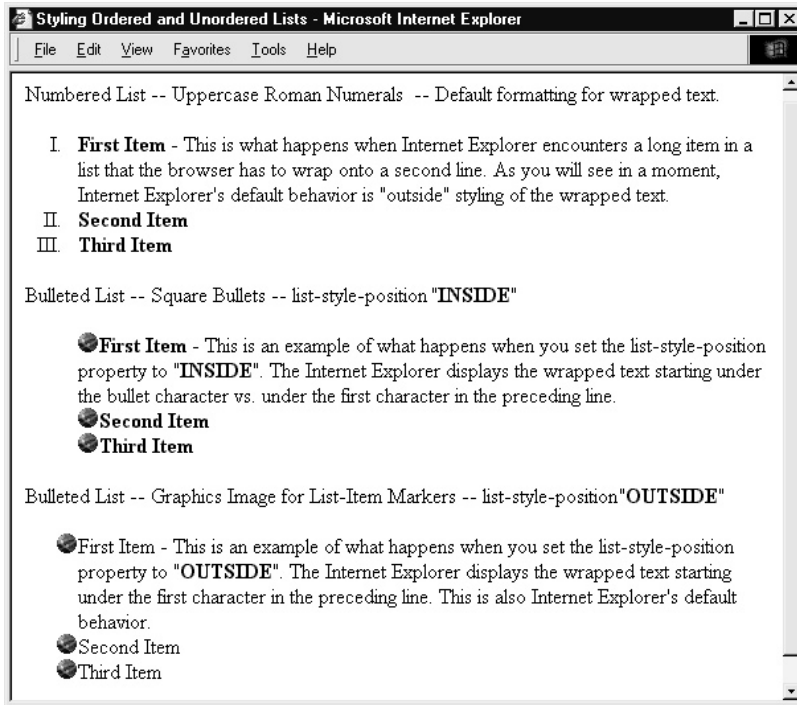 Styling Ordered and Unordered Lists - Microsoft Internet Explorer
File Edit View Favorites Tools Help
Numbered List -- Uppercase Roman Numerals -- Default formatting for wrapped text.
I. First Item - This is what happens when Internet Explorer encounters a long item in a
list that the browser has to wrap onto a second line. As you will see in a moment,
Internet Explorer's default behavior is "outside" styling of the wrapped text.
II. Second Item
III. Third Item
Bulleted List -- Square Bullets -- list-style-position "INSIDE"
First Item - This is an example of what happens when you set the list-style-position
property to "INSIDE". The Internet Explorer displays the wrapped text starting under
the bullet character vs. under the first character in the preceding line.
Second Item
Third Item
Bulleted List -- Graphics Image for List-Item Markers -- list-style-position"OUTSIDE"
First Item - This is an example of what happens when you set the list-style-position
property to "OUTSIDE". The Internet Explorer displays the wrapped text starting
under the first character in the preceding line. This is also Internet Explorer's default
behavior.
Second Item
Third Item